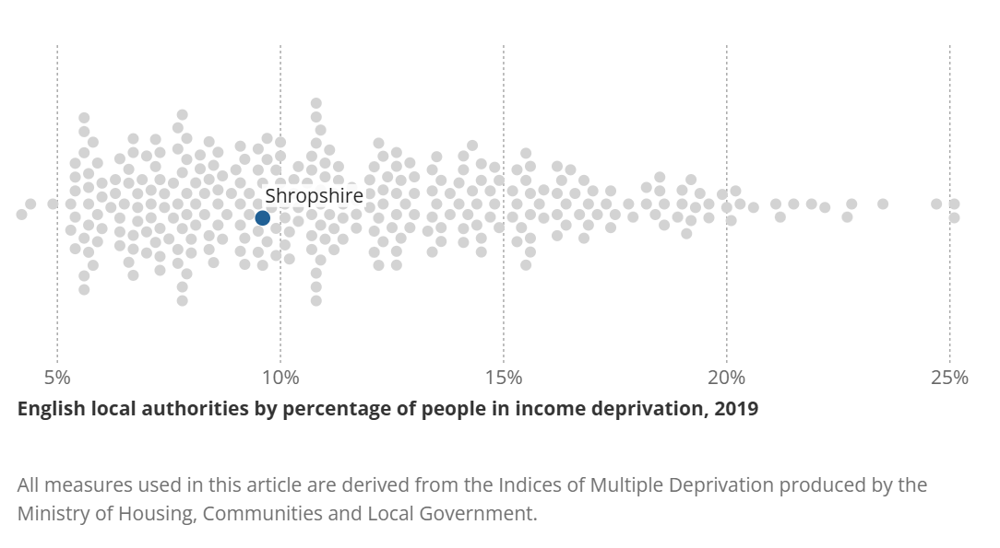 Shropshire
5% 10% 15% 20% 25%
English local authorities by percentage of people in income deprivation, 2019
All measures used in this article are derived from the Indices of Multiple Deprivation produced by the
Ministry of Housing, Communities and Local Government.